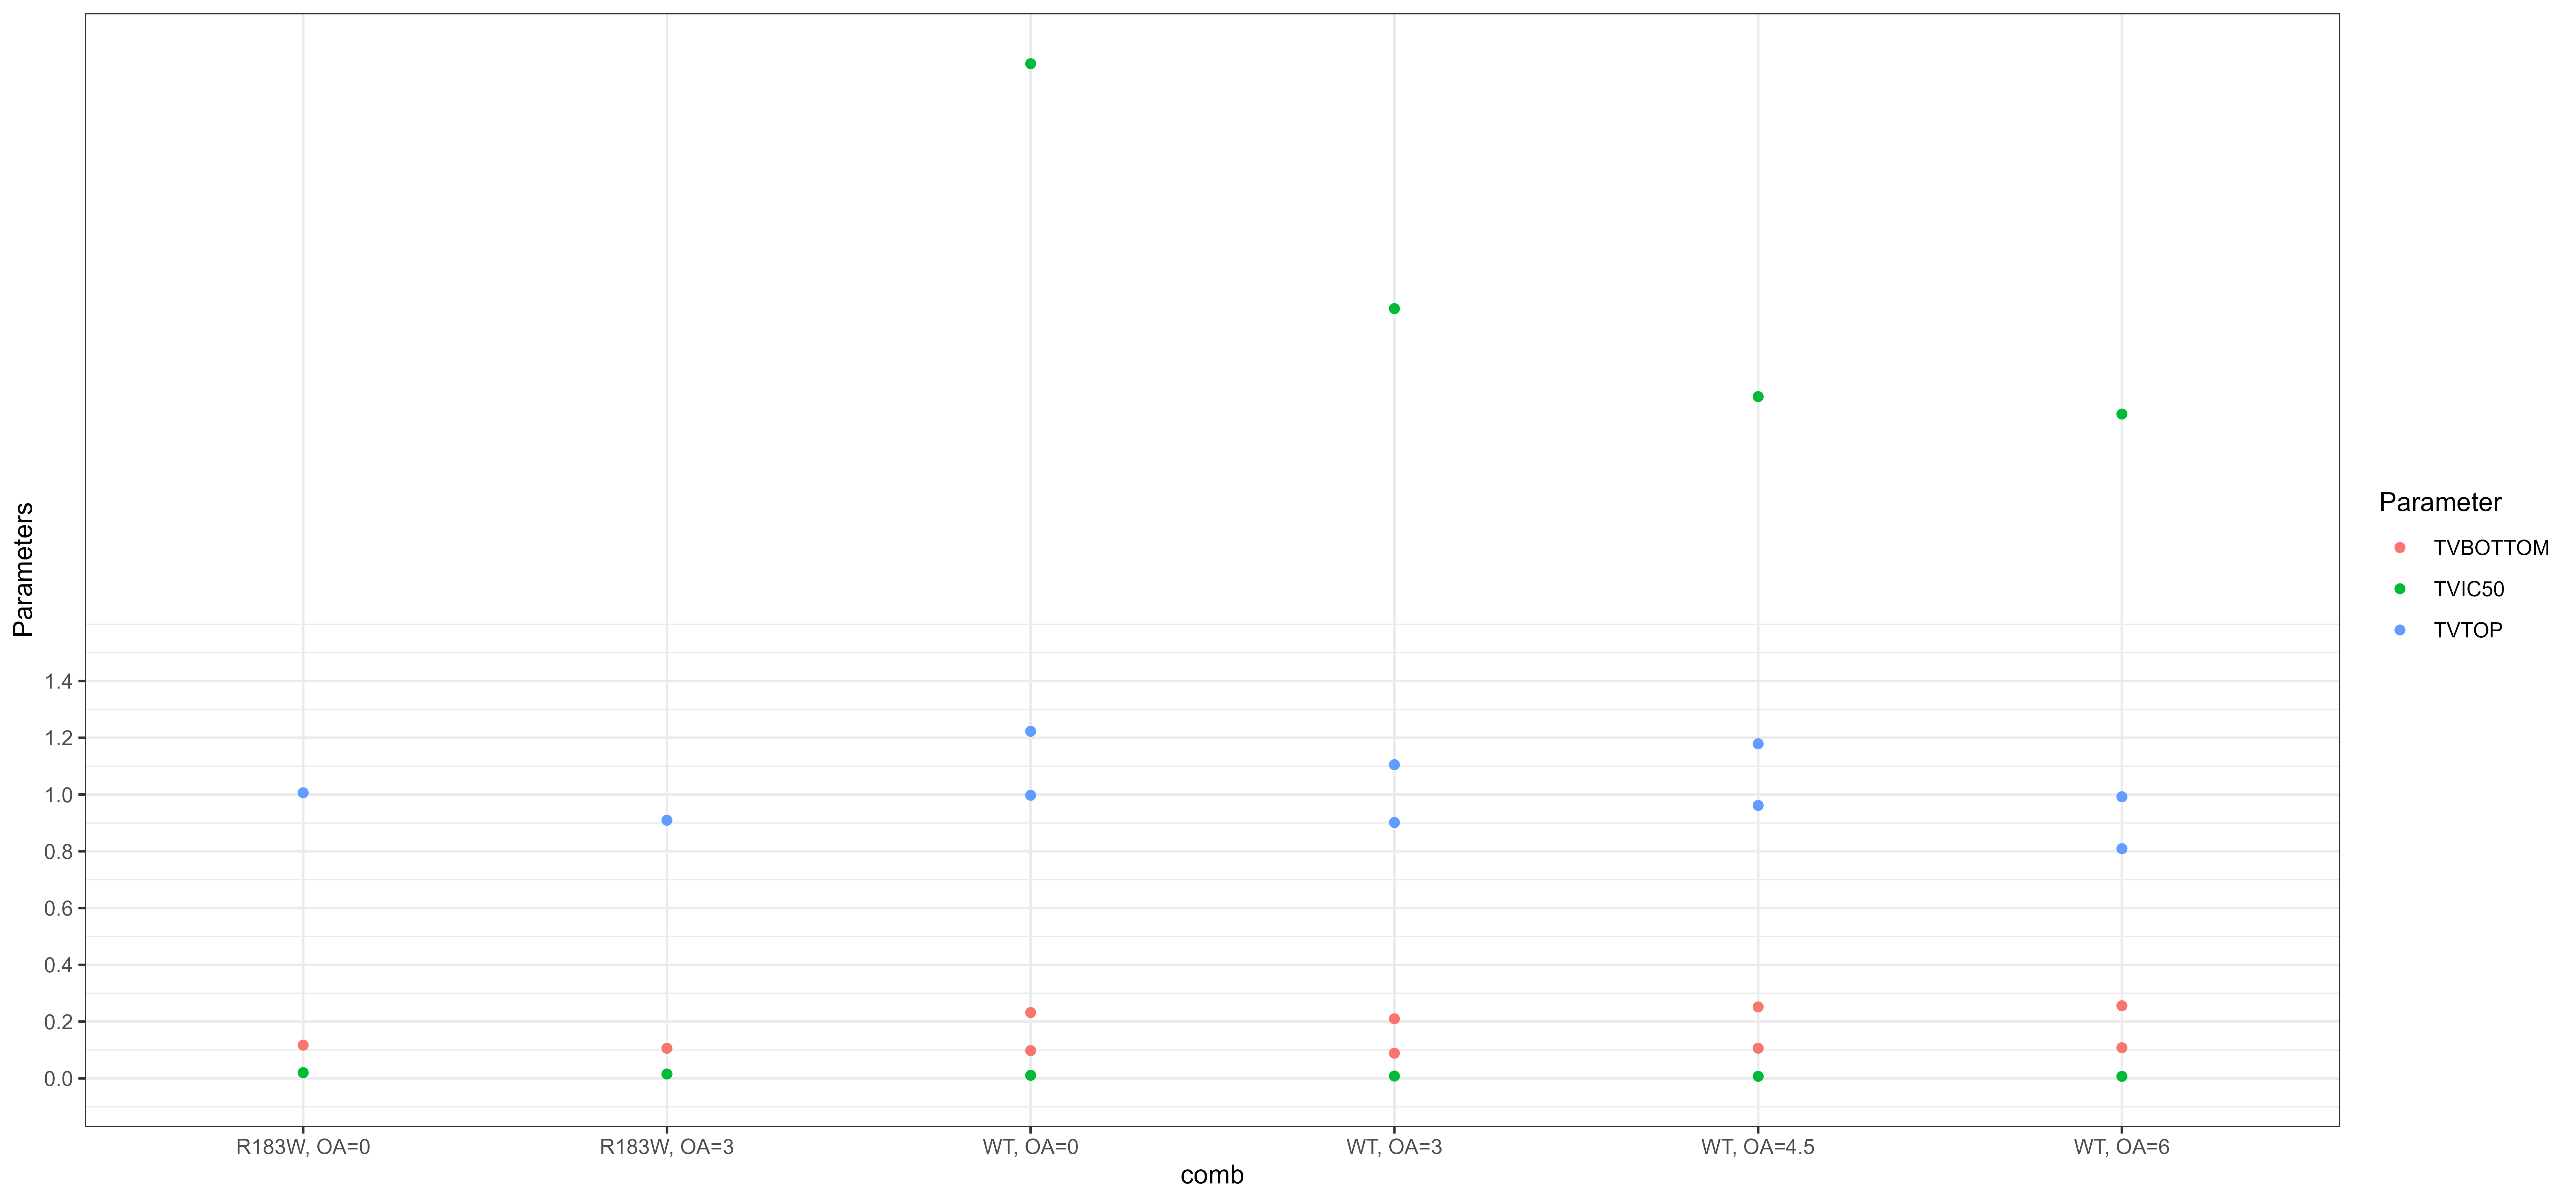 Parameters
1.4
1.2
1.0
0.8
0.6
0.4
0.2
0.0
R183W, OA=0
R183W, OA=3
WT, OA=0
WT, OA=3
WT, OA=4.5
WT, OA=6
comb
Parameter
TVBOTTOM
TVIC50
TVTOP